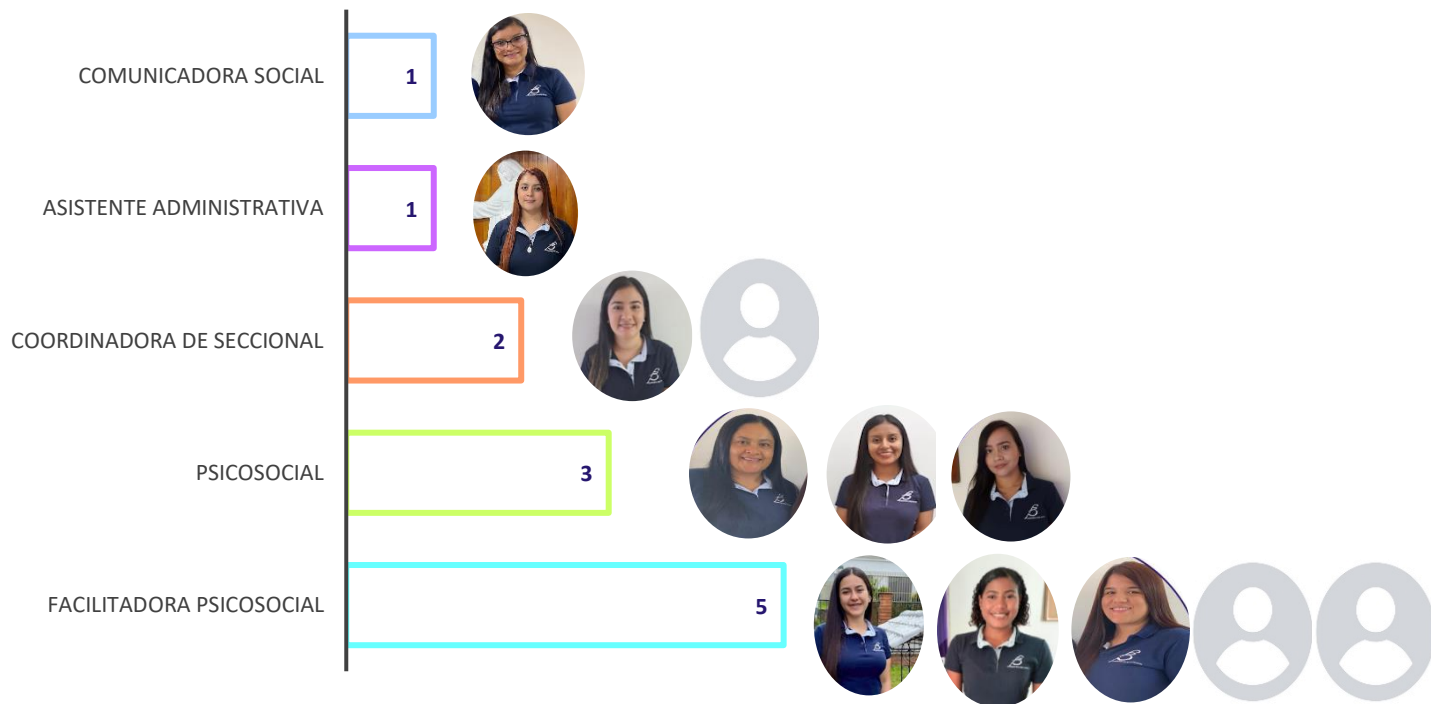 COMUNICADORA SOCIAL 1
ASISTENTE ADMINISTRATIVA 1
COORDINADORA DE SECCIONAL 2
PSICOSOCIAL 3
FACILITADORA PSICOSOCIAL 5